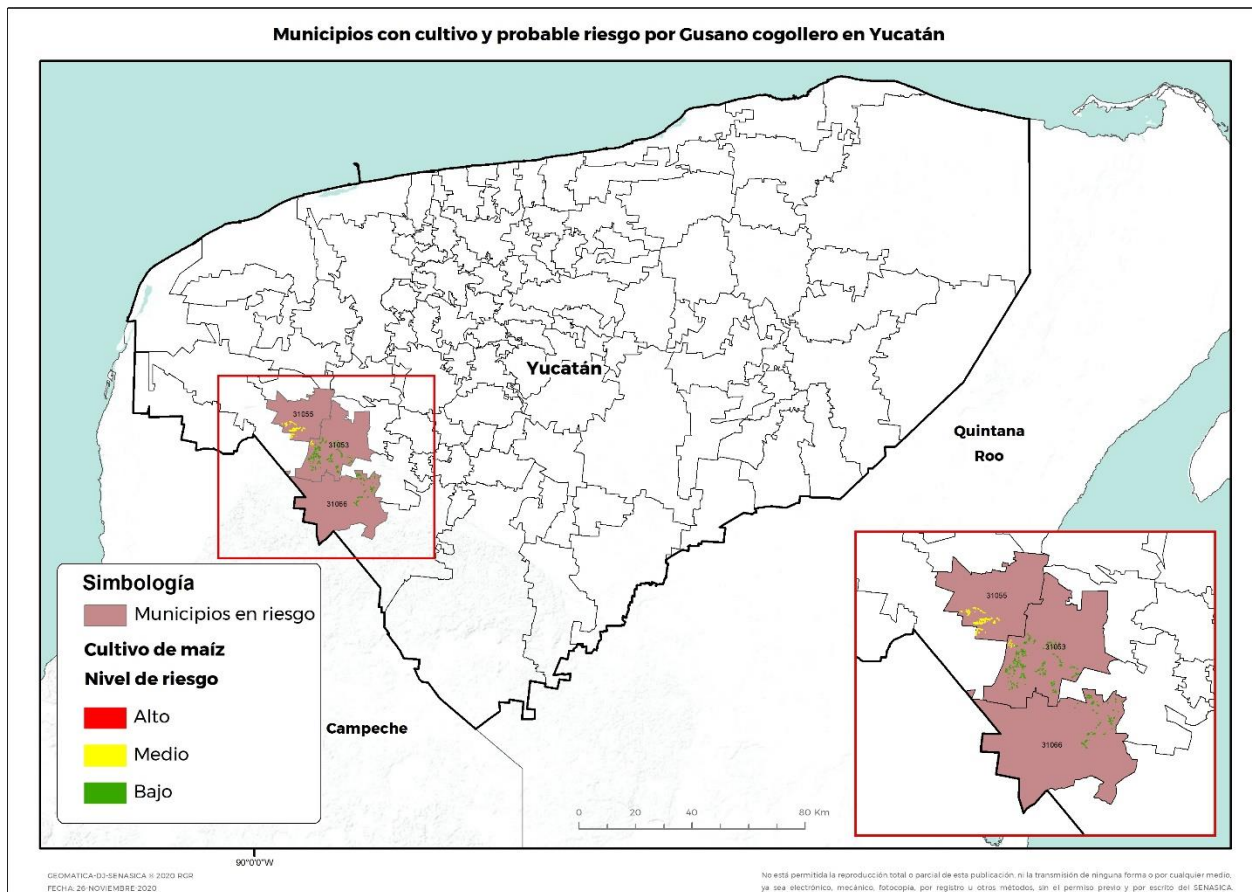 Municipios con cultivo y probable riesgo por Gusano cogollero en Yucatán
Yucatán
31055
31053
31066
Quintana
Roo
Campeche
Simbología
Municipios en riesgo
Cultivo de maíz
Nivel de riesgo
Alto
Medio
Bajo
31055
31053
31066
0 20 40 80 Km
90°0'0"W
GEOMATICA-DJ-SENASICA ® 2020 RGR
FECHA: 26-NOVIEMBRE-2020
No está permitida la reproducción total o parcial de esta publicación, ni la transmisión de ninguna forma o por cualquier medio,
ya sea electrónico, mecánico, fotocopia, por registro u otros métodos, sin el permiso previo y por escrito del SENASICA.